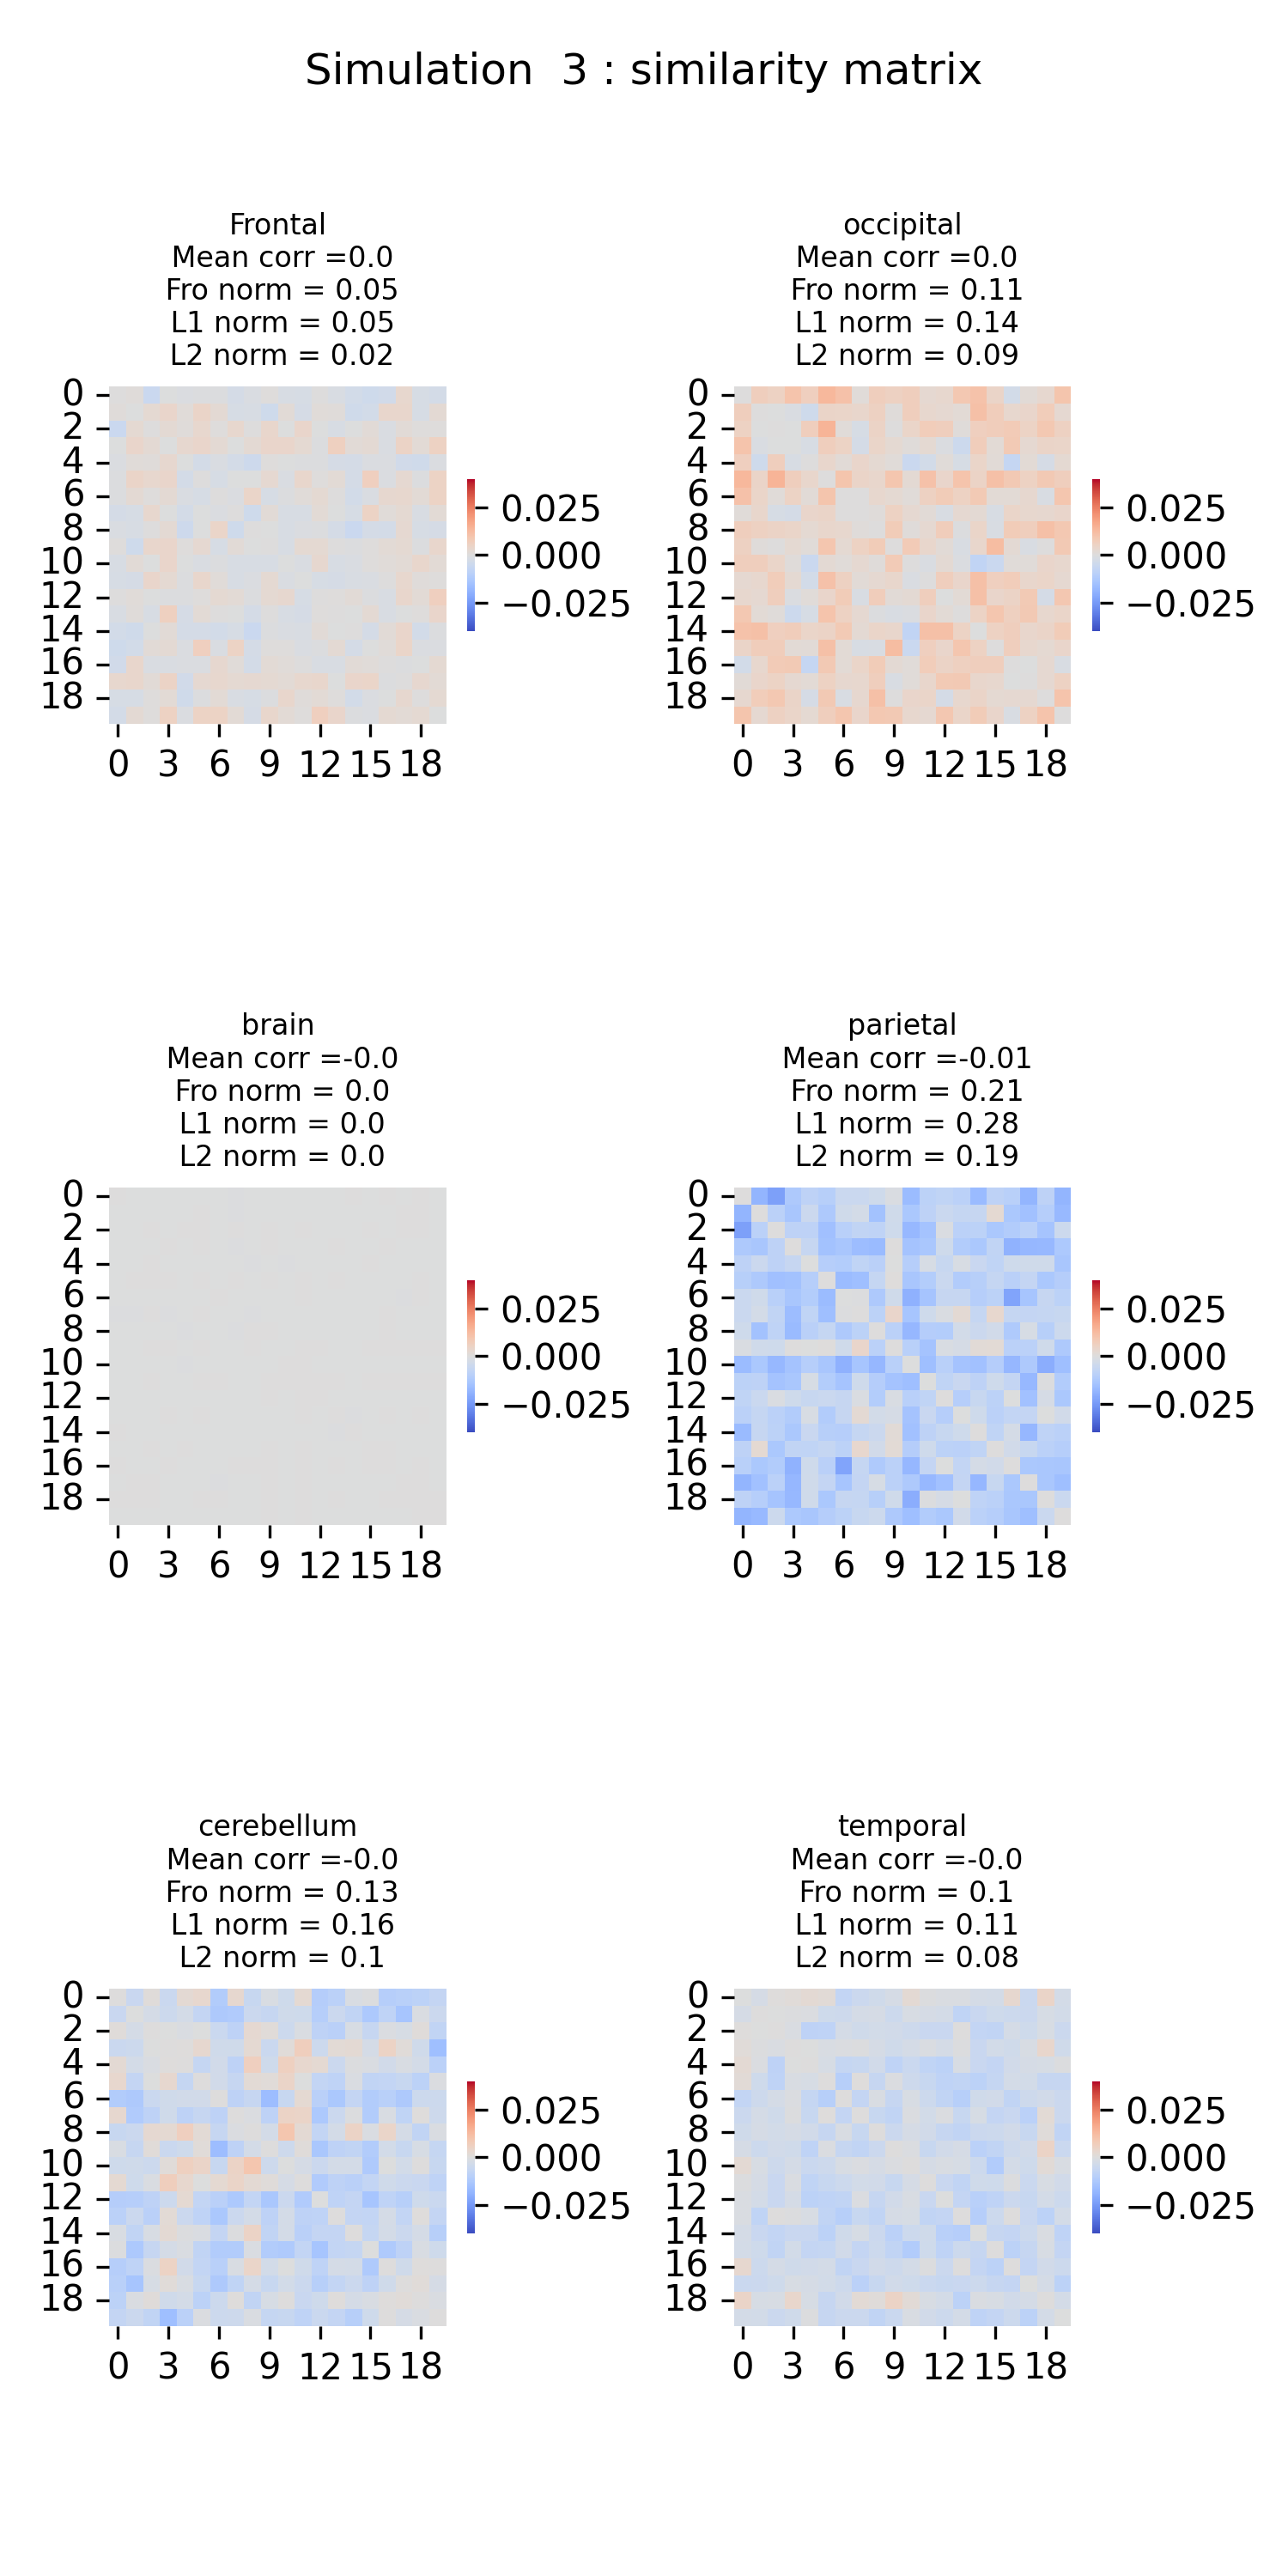 Simulation  3 : similarity matrix
Frontal
Mean corr =0.0
Fro norm = 0.05
L1 norm = 0.05
L2 norm = 0.02
0
2
4
6
8
10
12
14
16
18
0 3 6 9 12 15 18
0.025
0.000
−0.025
occipital
Mean corr =0.0
Fro norm = 0.11
L1 norm = 0.14
L2 norm = 0.09
0
2
4
6
8
10
12
14
16
18
0 3 6 9 12 15 18
0.025
0.000
−0.025
brain
Mean corr =-0.0
Fro norm = 0.0
L1 norm = 0.0
L2 norm = 0.0
0
2
4
6
8
10
12
14
16
18
0 3 6 9 12 15 18
0.025
0.000
−0.025
parietal
Mean corr =-0.01
Fro norm = 0.21
L1 norm = 0.28
L2 norm = 0.19
0
2
4
6
8
10
12
14
16
18
0 3 6 9 12 15 18
0.025
0.000
−0.025
cerebellum
Mean corr =-0.0
Fro norm = 0.13
L1 norm = 0.16
L2 norm = 0.1
0
2
4
6
8
10
12
14
16
18
0 3 6 9 12 15 18
0.025
0.000
−0.025
temporal
Mean corr =-0.0
Fro norm = 0.1
L1 norm = 0.11
L2 norm = 0.08
0
2
4
6
8
10
12
14
16
18
0 3 6 9 12 15 18
0.025
0.000
−0.025